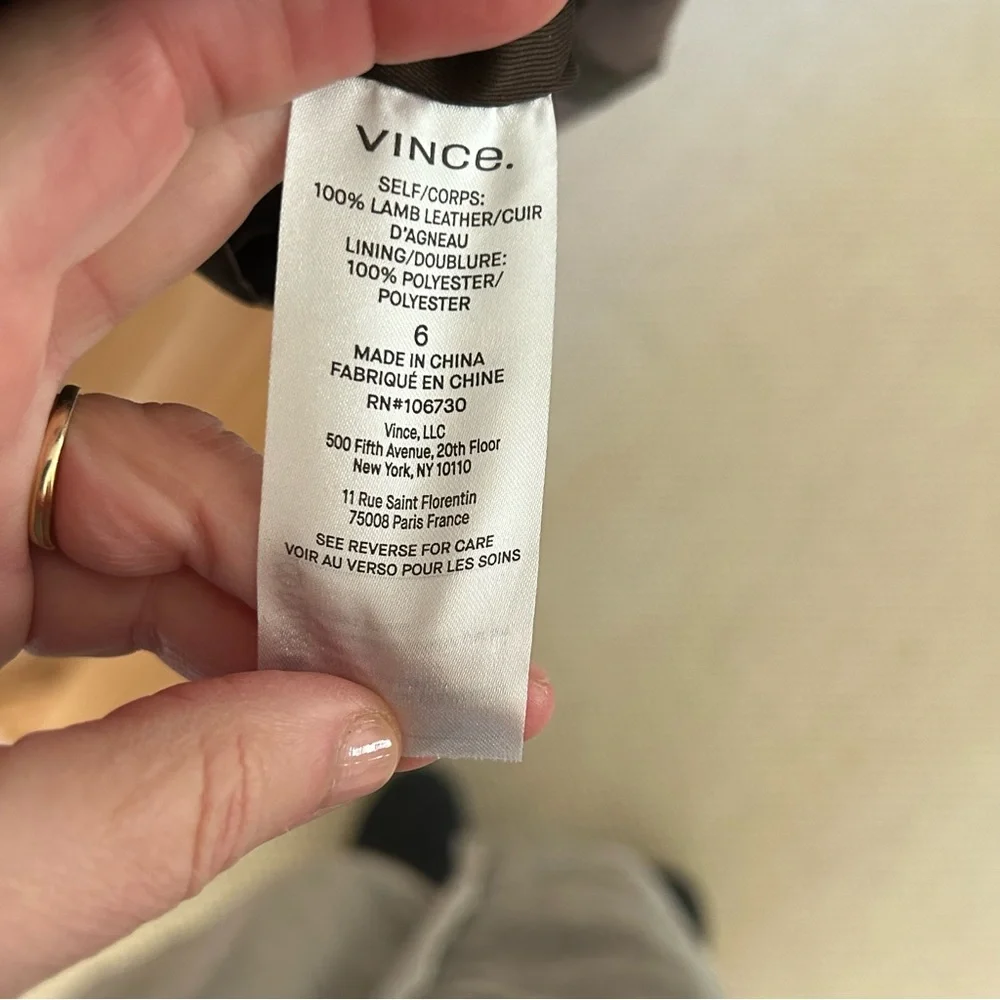 VINCe.
SELF/CORPS:
100% LAMB LEATHER/CUIR
D'AGNEAU
LINING/DOUBLURE:
100% POLYESTER/
POLYESTER
6
MADE IN CHINA
FABRIQUÉ EN CHINE
RN#106730
Vince, LLC
500 Fifth Avenue, 20th Floor
New York, NY 10110
11 Rue Saint Florentin
75008 Paris France
SEE REVERSE FOR CARE
VOIR AU VERSO POUR LES SOINS